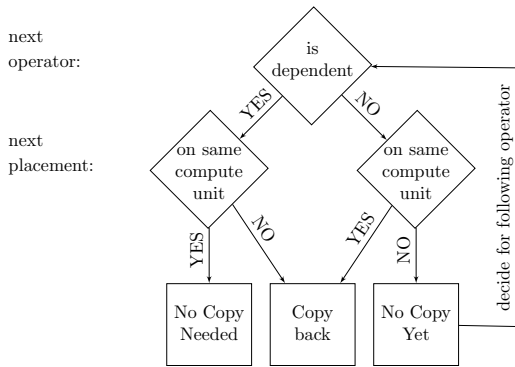 next
operator:
is
dependent
YES
NO
next
placement:
on same
compute
unit
on same
compute
unit
YES
NO
YES
NO
No Copy
Needed
Copy
back
No Copy
Yet
decide for following operator